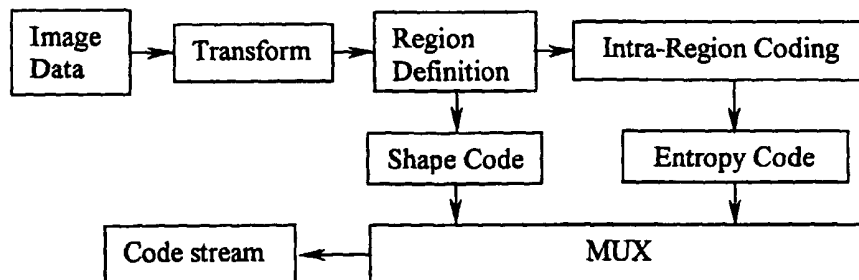 Image
Data
Transform
Region
Definition
Intra-Region Coding
Shape Code
Entropy Code
Code stream
MUX